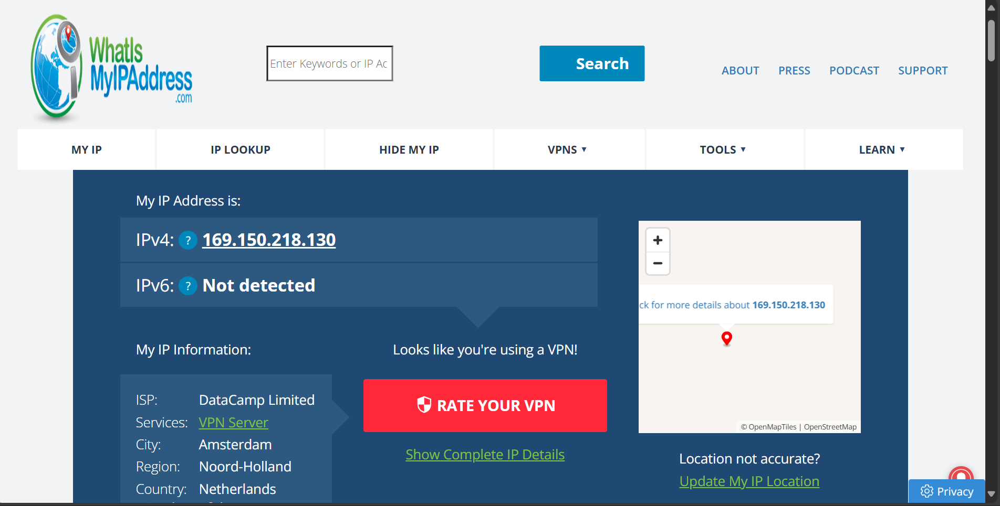 WhatIs
MyIPAddress
.com
Enter Keywords or IP Ad
Search
ABOUT PRESS PODCAST SUPPORT
MY IP IP LOOKUP HIDE MY IP VPNS ▼ TOOLS ▼ LEARN ▼
My IP Address is:
IPv4: ? 169.150.218.130
IPv6: ? Not detected
+
−
ck for more details about 169.150.218.130
© OpenMapTiles | OpenStreetMap
My IP Information:
Looks like you're using a VPN!
ISP: DataCamp Limited
Services: VPN Server
City: Amsterdam
Region: Noord-Holland
Country: Netherlands
RATE YOUR VPN
Show Complete IP Details
Location not accurate?
Update My IP Location
Privacy